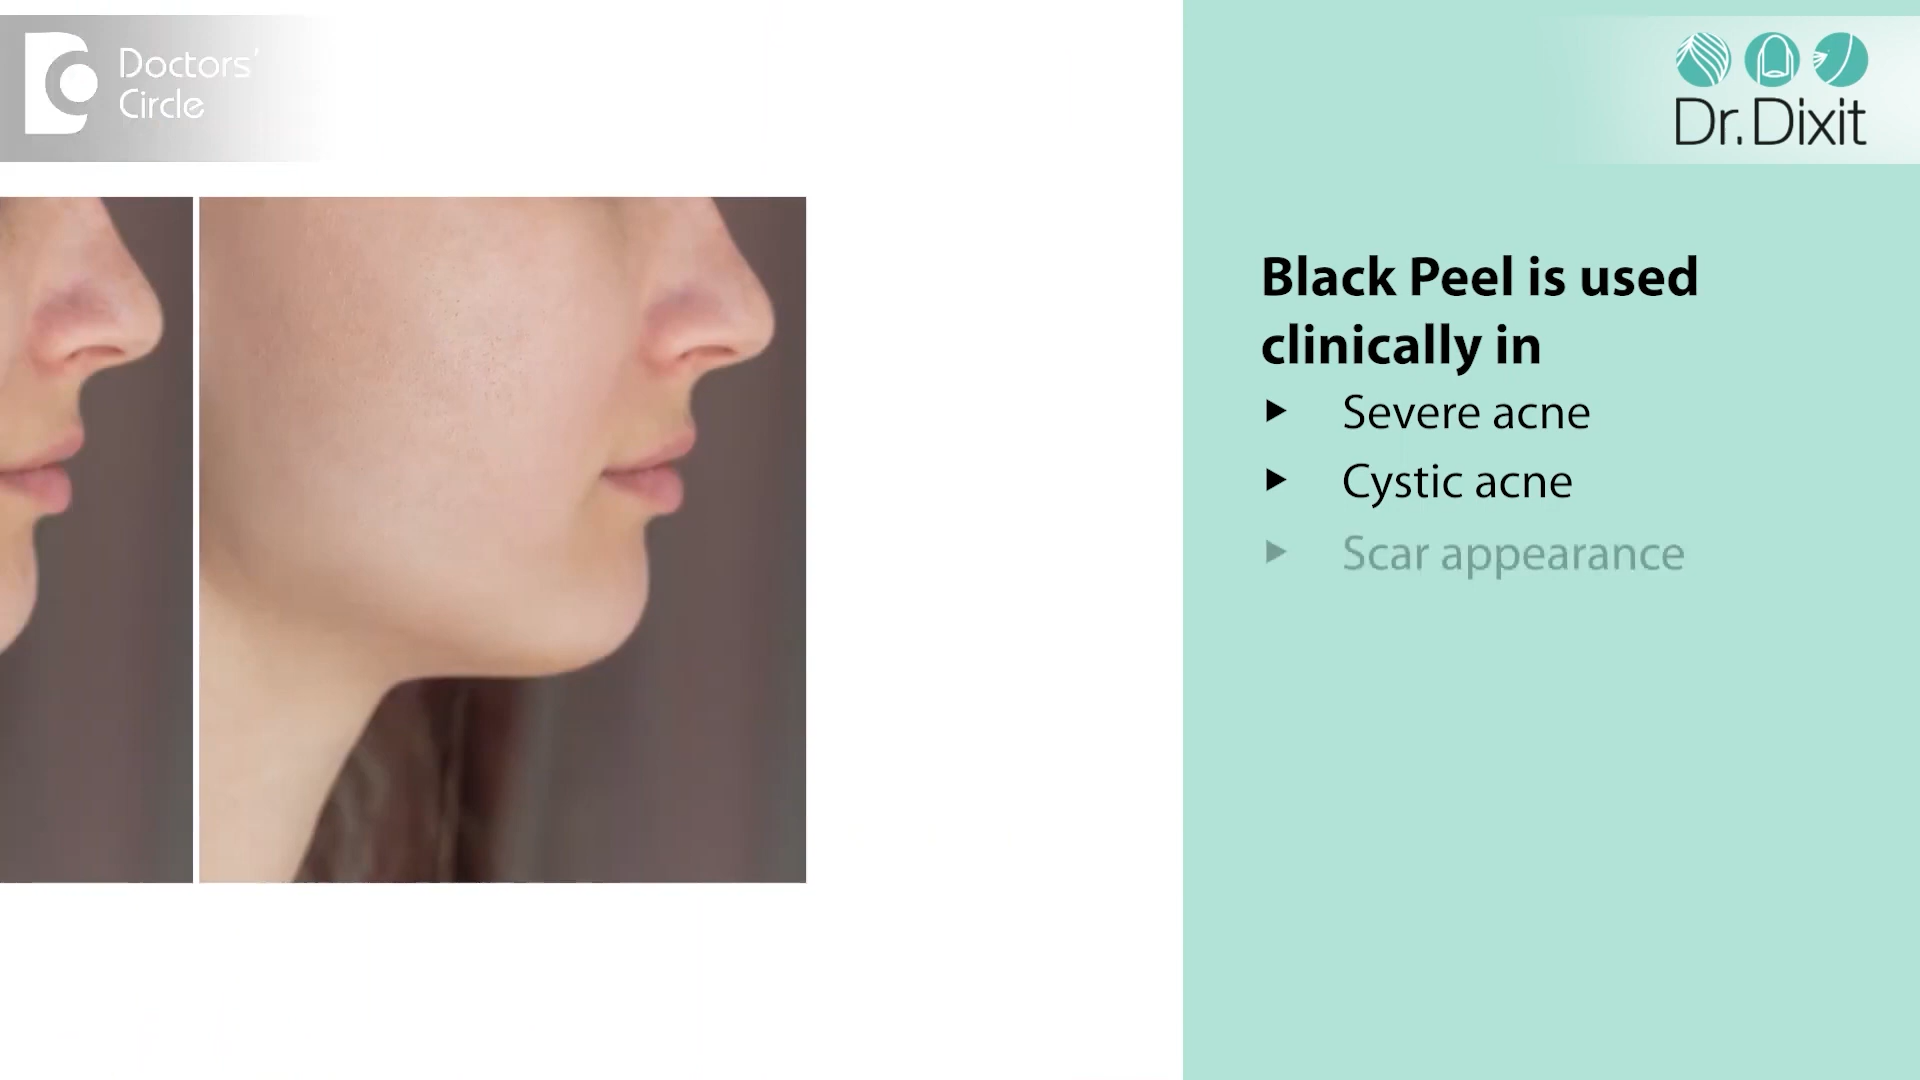 Doctors'
Circle
Dr. Dixit
Black Peel is used
clinically in
▶ Severe acne
▶ Cystic acne
▶ Scar appearance